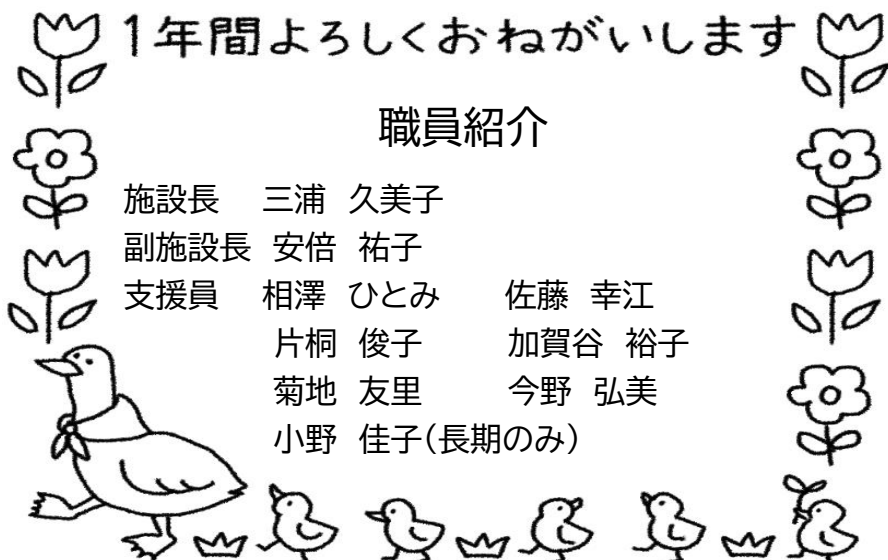 1年間よろしくおねがいします
職員紹介
施設長 三浦 久美子
副施設長 安倍 祐子
支援員 相澤 ひとみ 佐藤 幸江
片桐 俊子 加賀谷 裕子
菊地 友里 今野 弘美
小野 佳子(長期のみ)